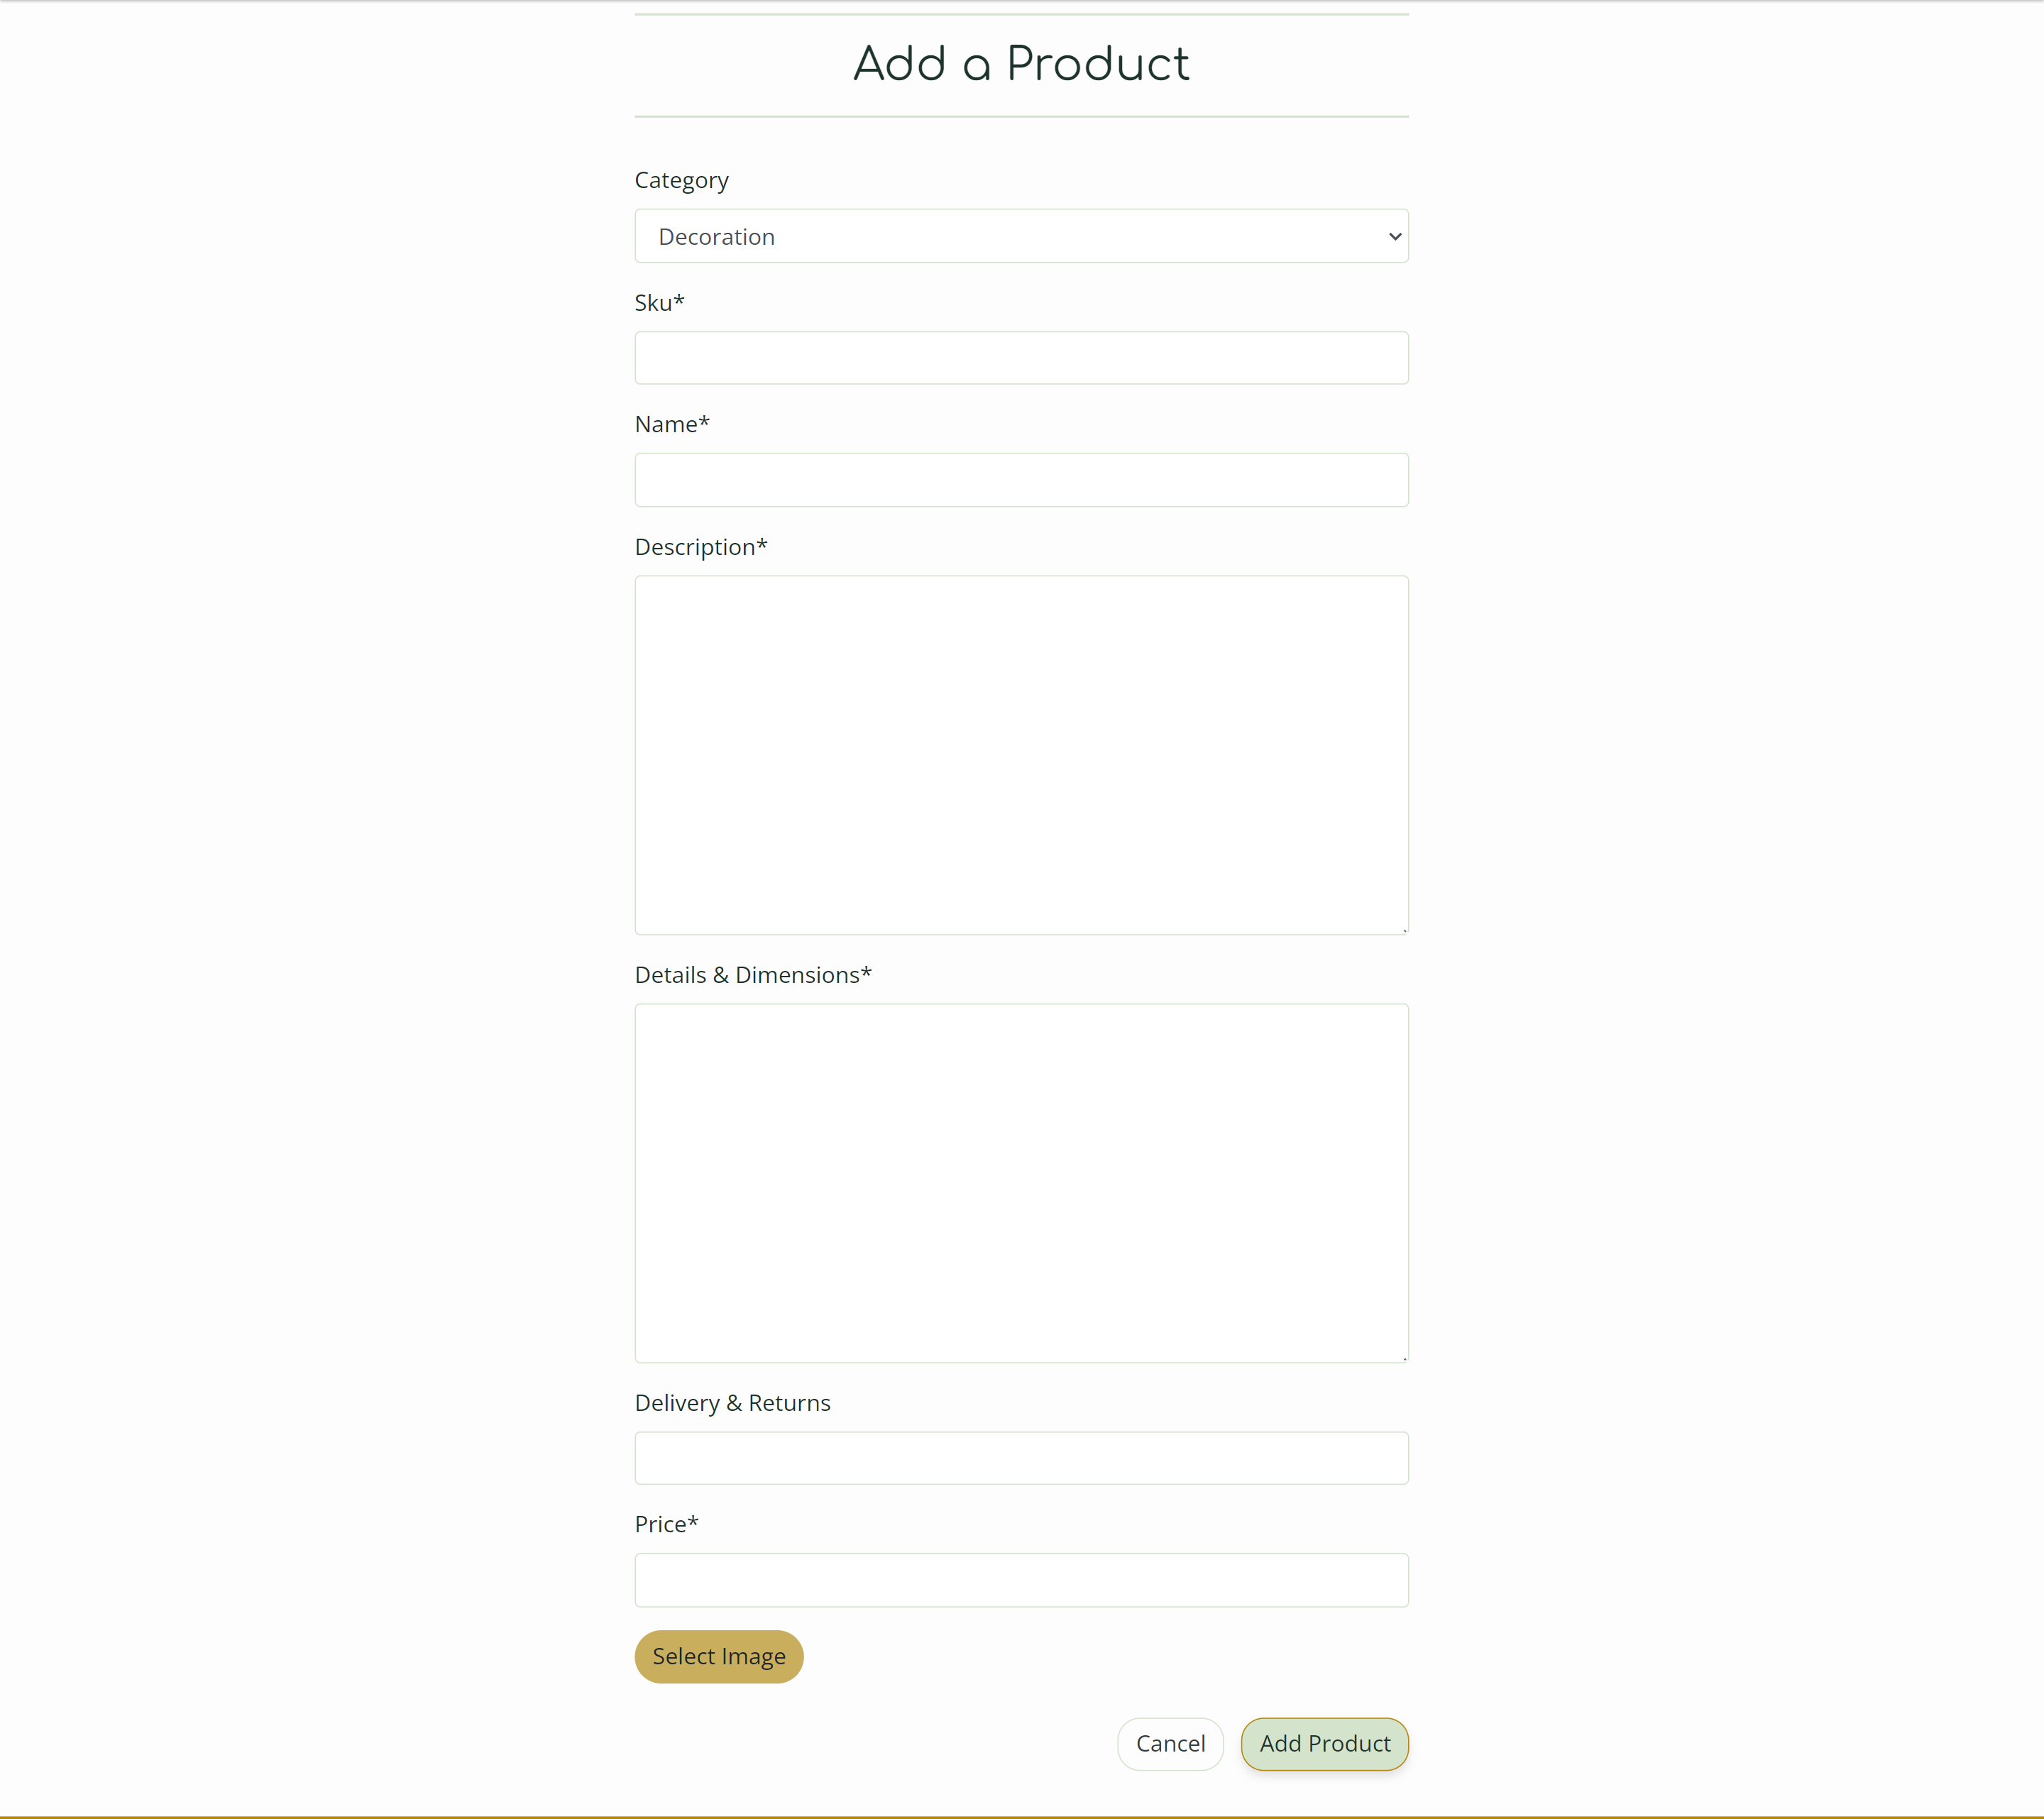 Add a Product
Category
Decoration
Sku*
Name*
Description*
Details & Dimensions*
Delivery & Returns
Price*
Select Image
Cancel
Add Product